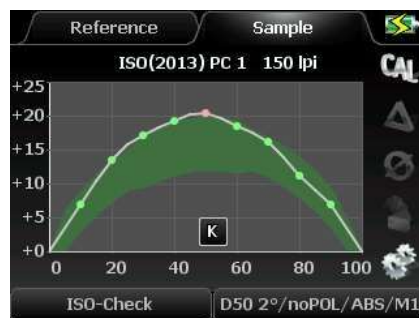 Reference Sample
ISO(2013) PC 1 150 lpi
CAL
+25
+20
+15
+10
+5
+0
K
0 20 40 60 80 100
ISO-Check D50 2°/noPOL/ABS/M1